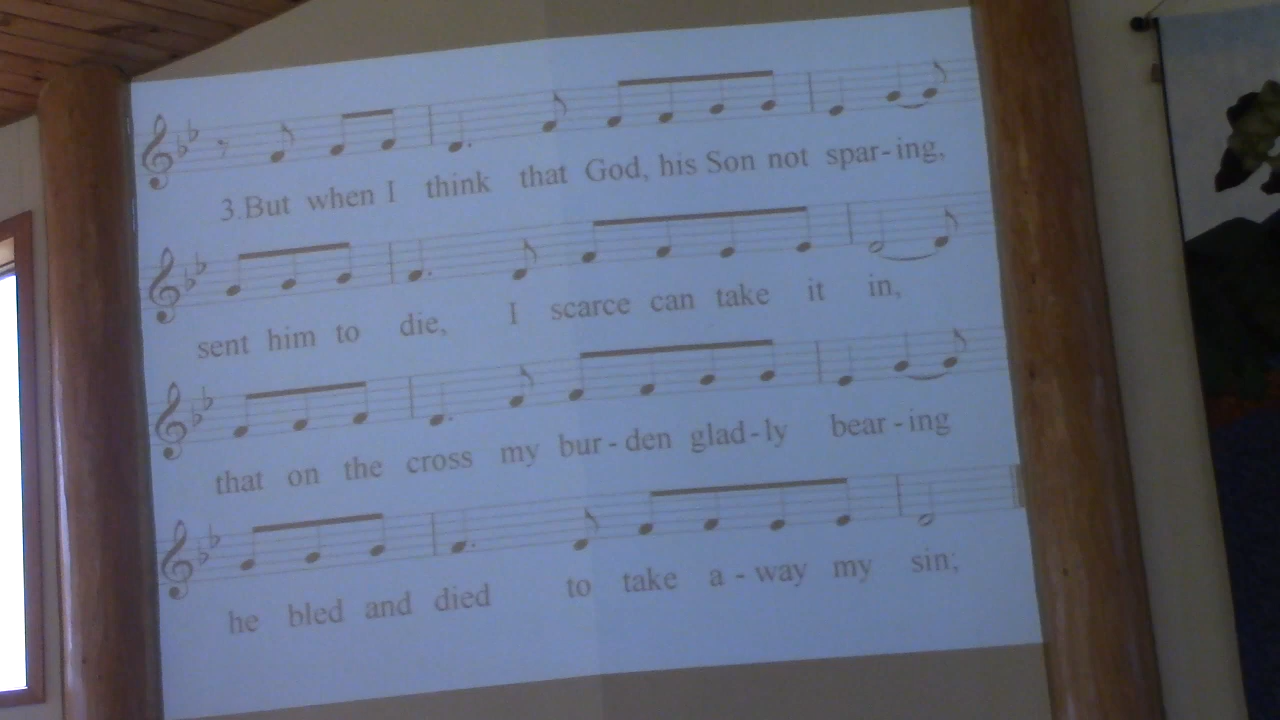 3.But when I think that God, his Son not spar-ing,
sent him to die, I scarce can take it in,
that on the cross my bur-den glad-ly bear-ing
he bled and died to take a-way my sin;